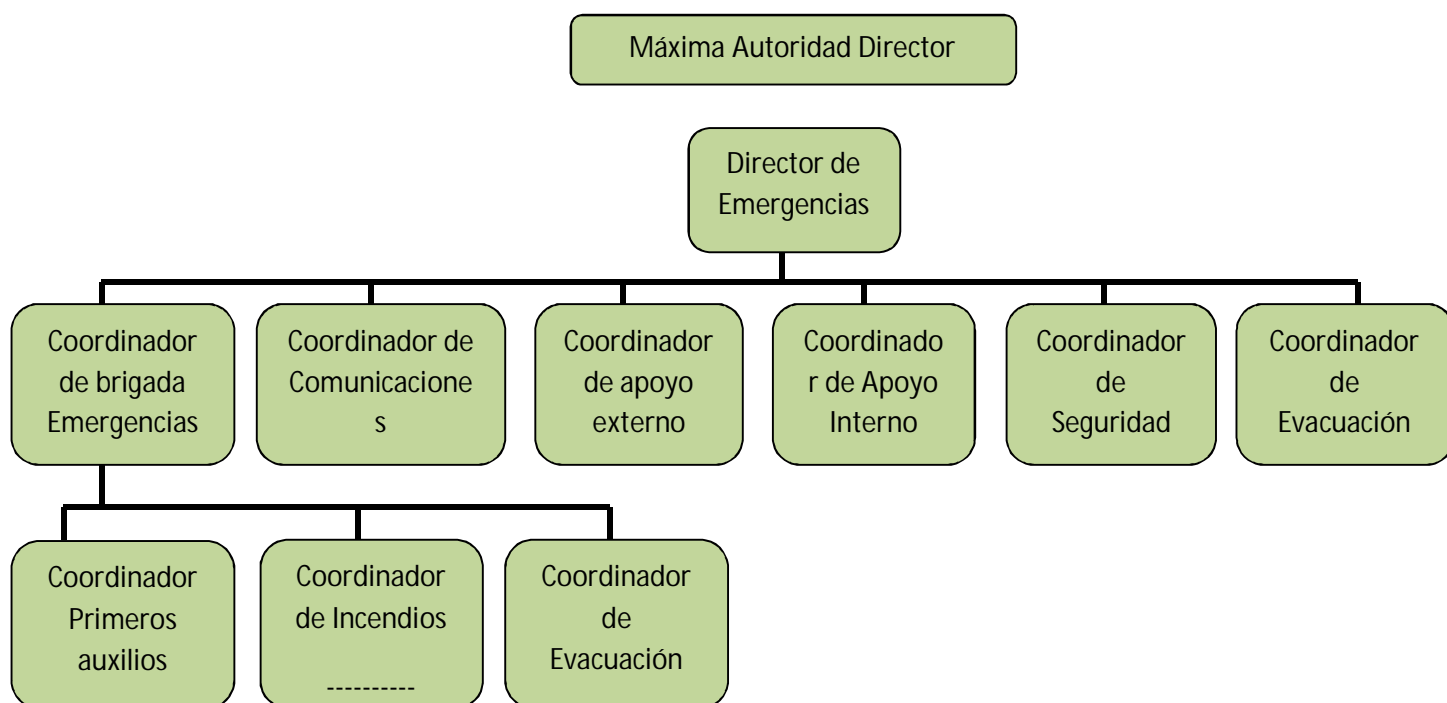 Máxima Autoridad Director
Director de
Emergencias
Coordinador
de brigada
Emergencias
Coordinador de
Comunicacione
s
Coordinador
de apoyo
externo
Coordinado
r de Apoyo
Interno
Coordinador
de
Seguridad
Coordinador
de
Evacuación
Coordinador
Primeros
auxilios
Coordinador
de Incendios
----------
Coordinador
de
Evacuación